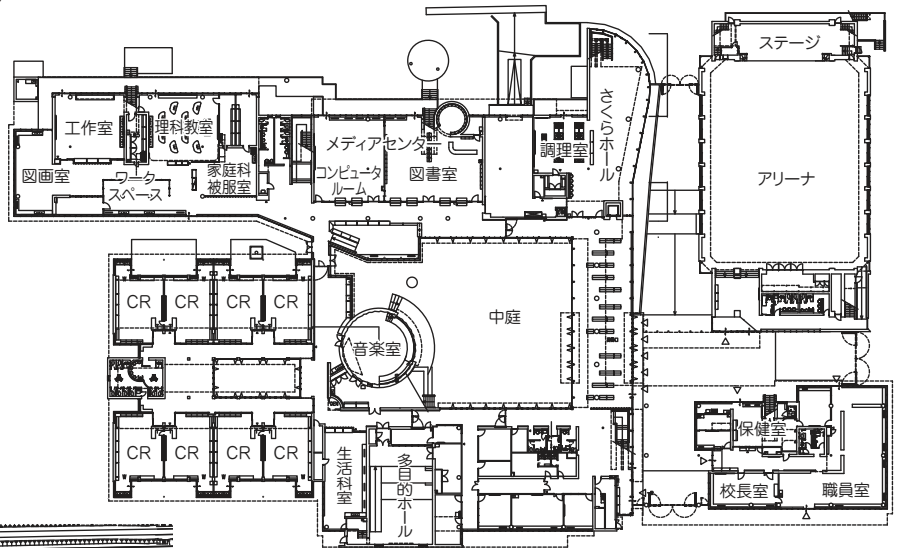 ステージ
アリーナ
さくらホール
調理室
メディアセンター
コンピュータ
ルーム
図書室
工作室
理科教室
図画室
ワーク
スペース
家庭科
被服室
CR CR CR CR
中庭
音楽室
CR CR CR CR
生活科室
多目的ホール
保健室
校長室
職員室